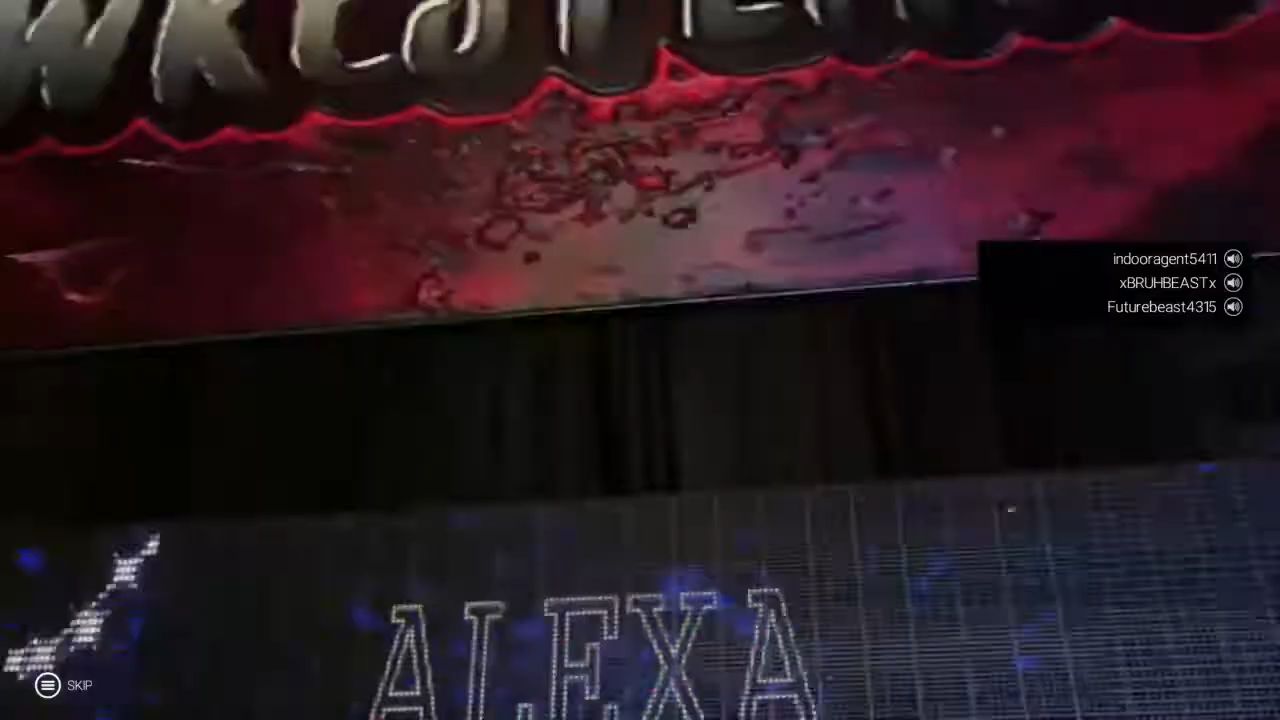 indooragent5411
xBRUHBEASTx
Futurebeast4315
ALEXA
SKIP